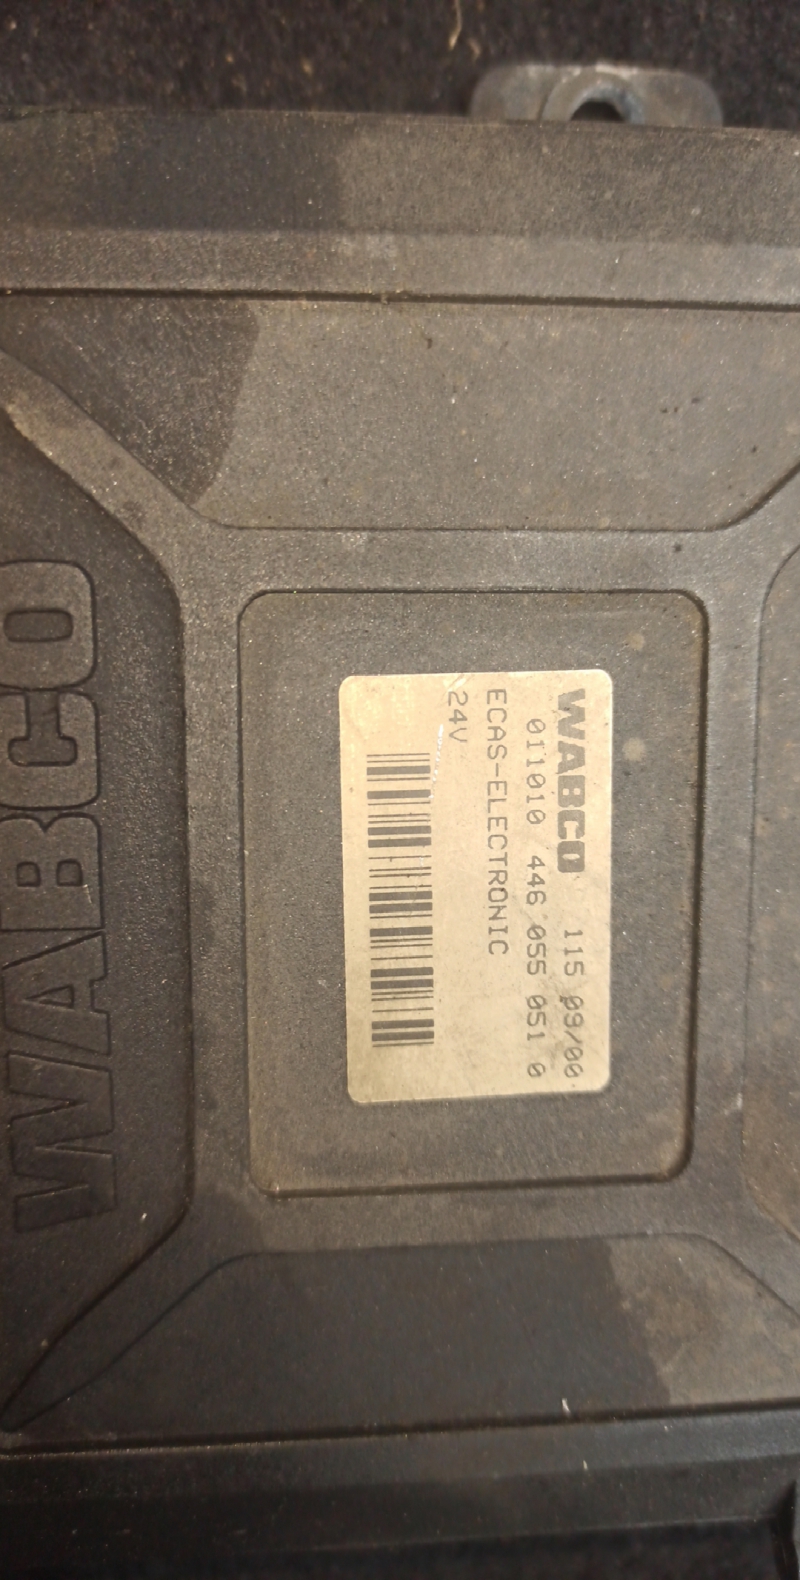 WABCO 115 09/00
011010 446 055 051 0
ECAS-ELECTRONIC
24V
WABCO